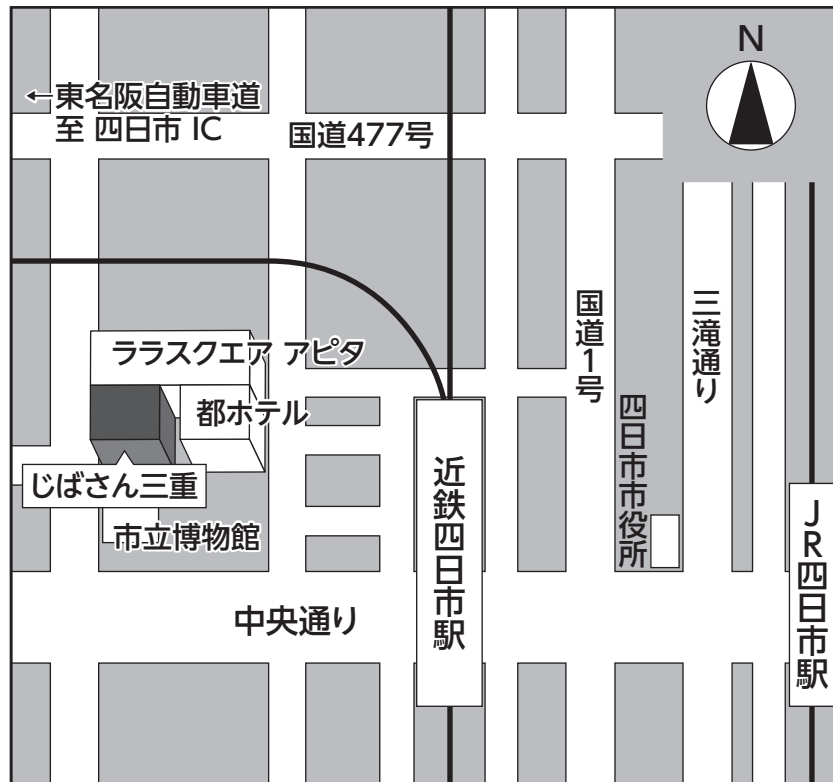 N
←東名阪自動車道
至 四日市 IC
国道477号
国道1号
三滝通り
ララスクエア アピタ
都ホテル
じばさん三重
市立博物館
近鉄四日市駅
四日市市役所
JR四日市駅
中央通り